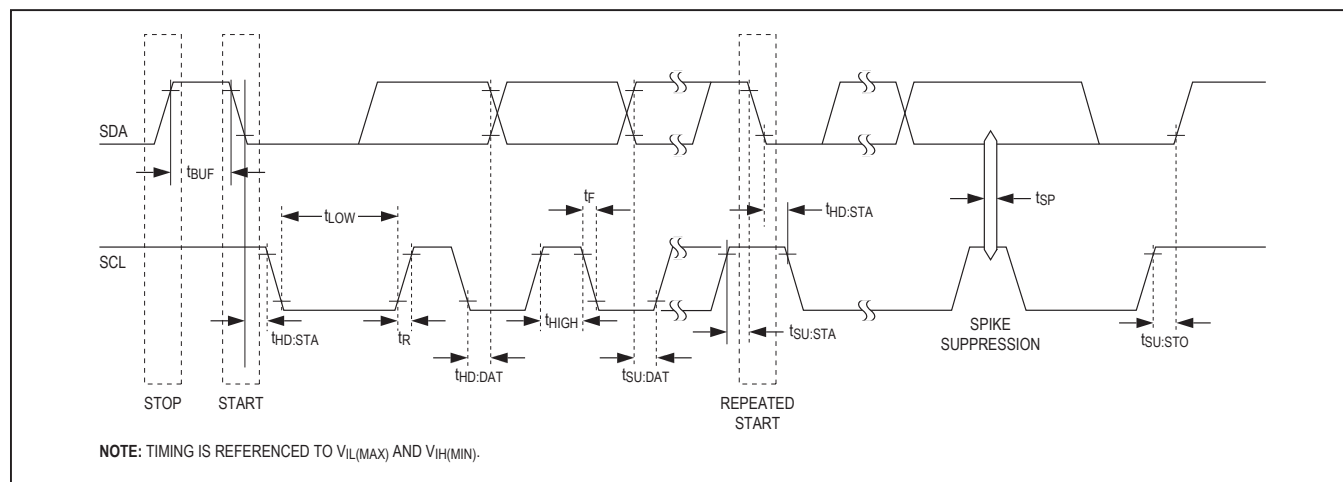 SDA
tBUF
tLOW
tF
tHD:STA
tSP
SCL
tHD:STA
tR
tHD:DAT
tHIGH
tSU:DAT
tSU:STA
SPIKE
SUPPRESSION
tSU:STO
STOP
START
REPEATED
START
NOTE: TIMING IS REFERENCED TO VIL(MAX) AND VIH(MIN).